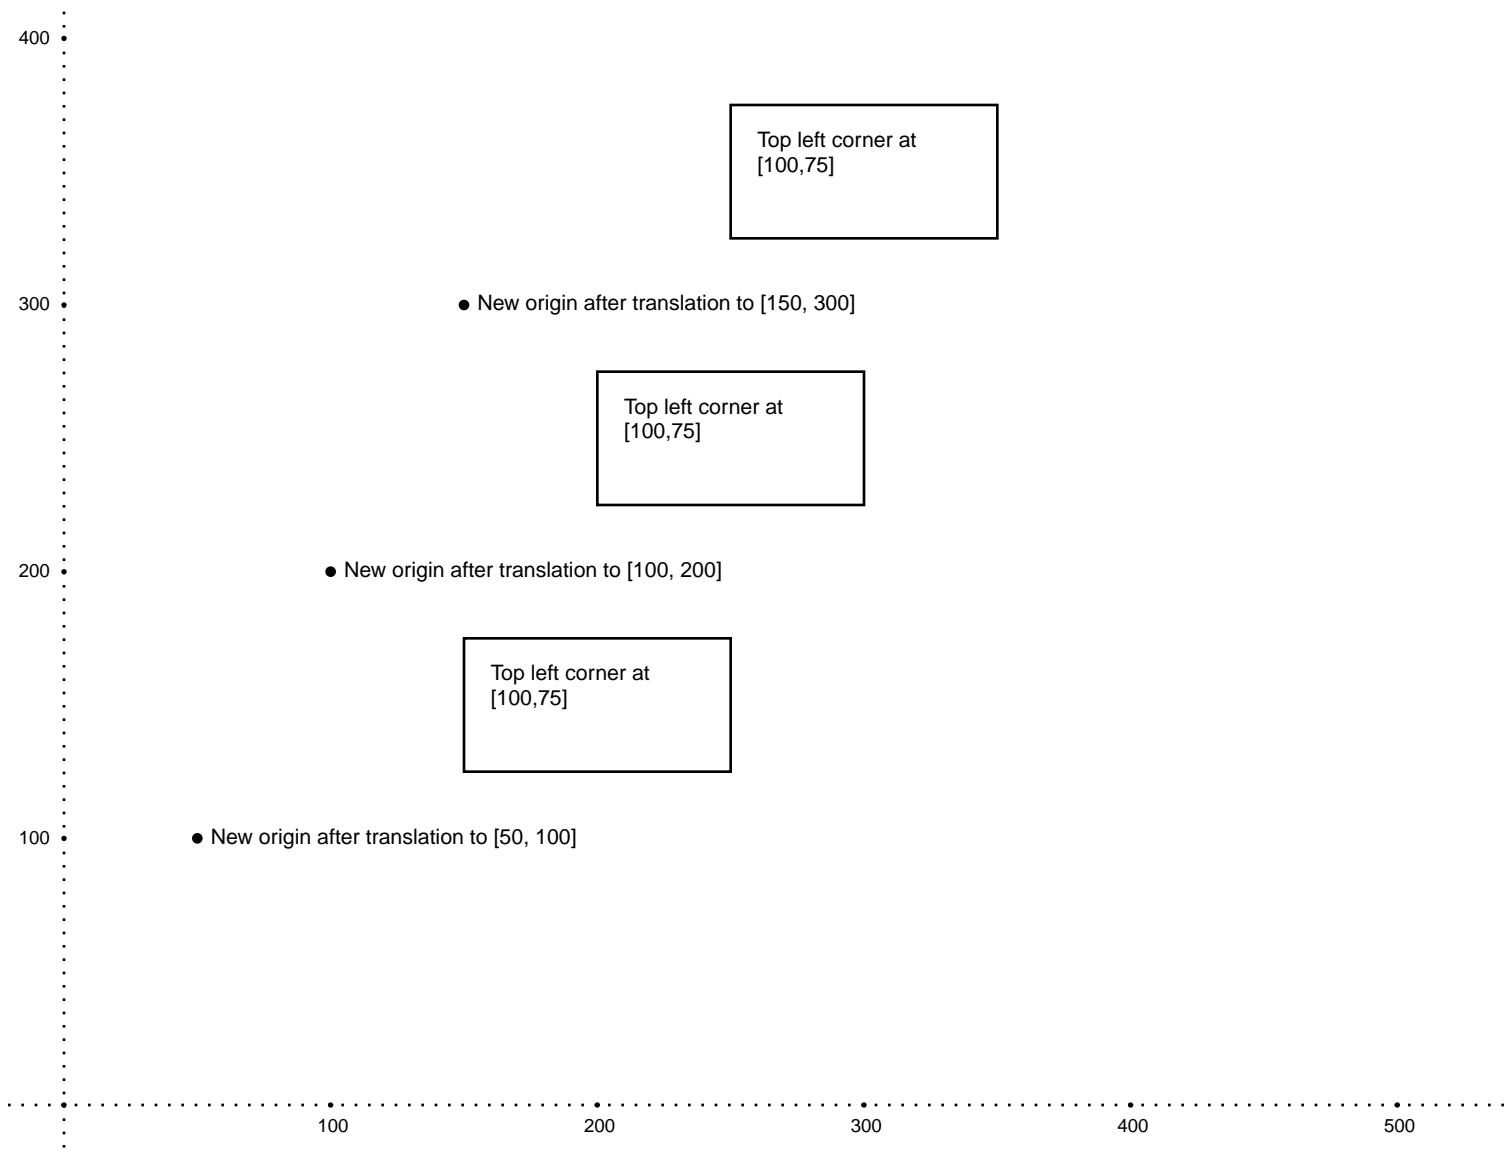 400
Top left corner at
[100,75]
300
New origin after translation to [150, 300]
Top left corner at
[100,75]
200
New origin after translation to [100, 200]
Top left corner at
[100,75]
100
New origin after translation to [50, 100]
100
200
300
400
500